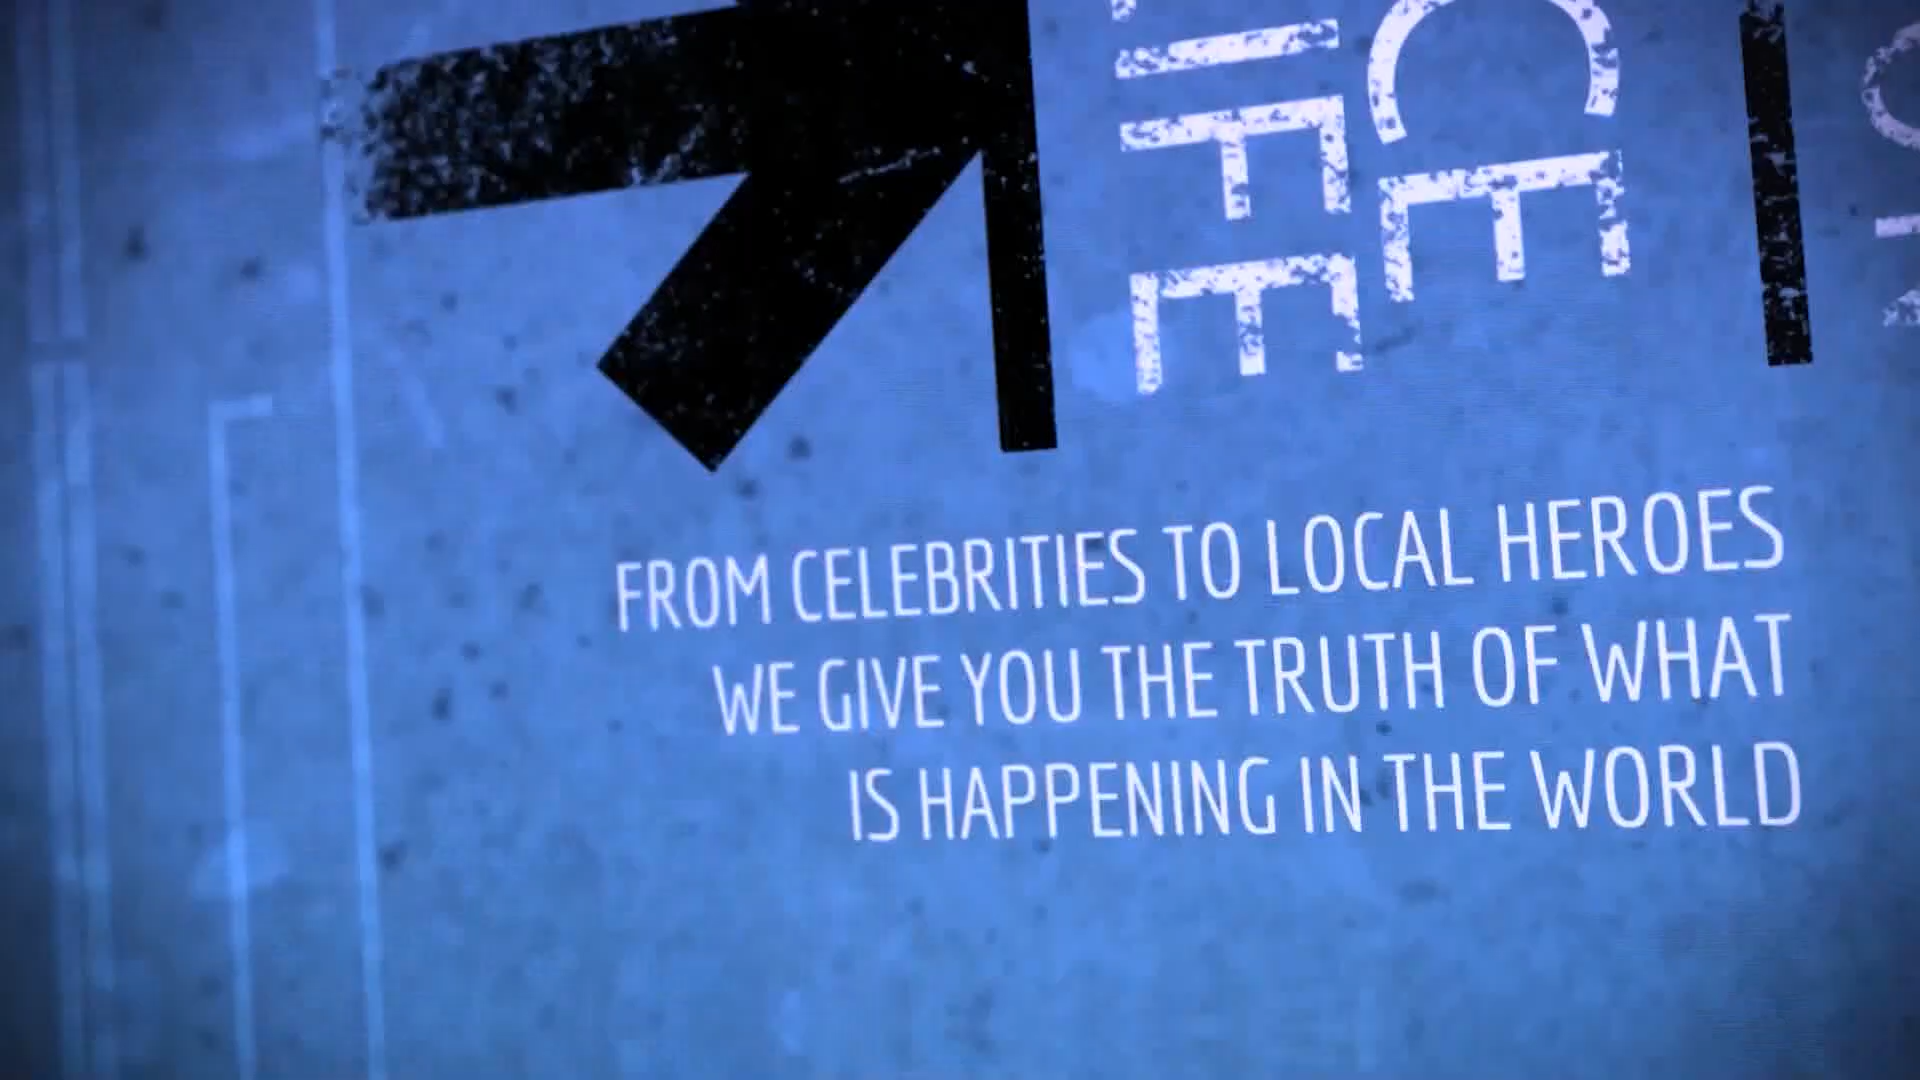 FROM CELEBRITIES TO LOCAL HEROES
WE GIVE YOU THE TRUTH OF WHAT
IS HAPPENING IN THE WORLD